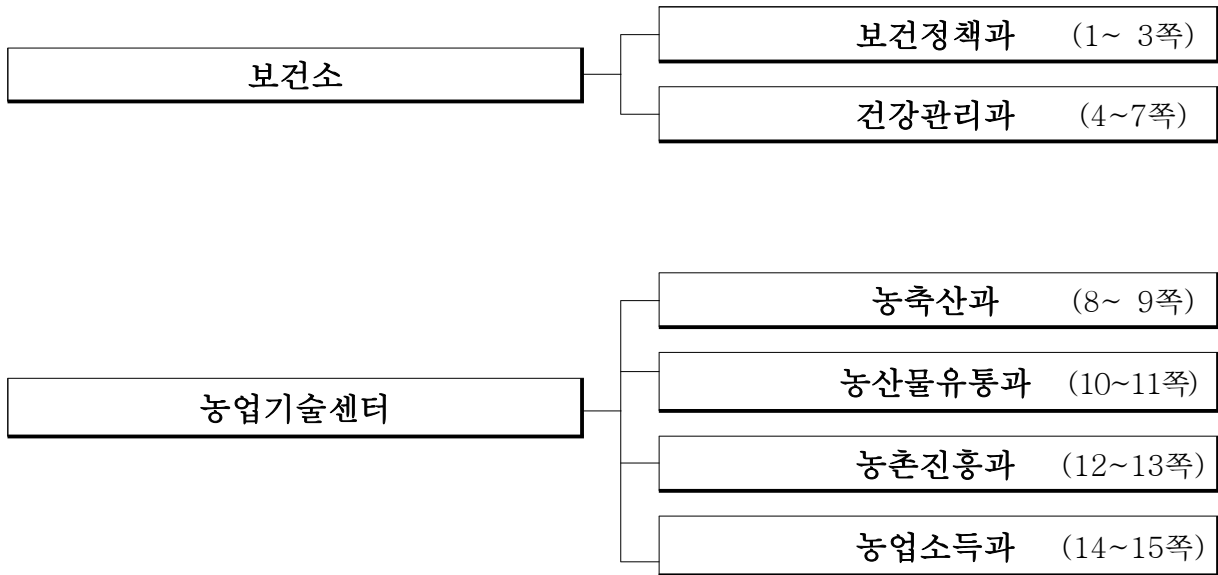 보건소
보건정책과 (1~ 3쪽)
건강관리과 (4~7쪽)
농업기술센터
농축산과 (8~ 9쪽)
농산물유통과 (10~11쪽)
농촌진흥과 (12~13쪽)
농업소득과 (14~15쪽)